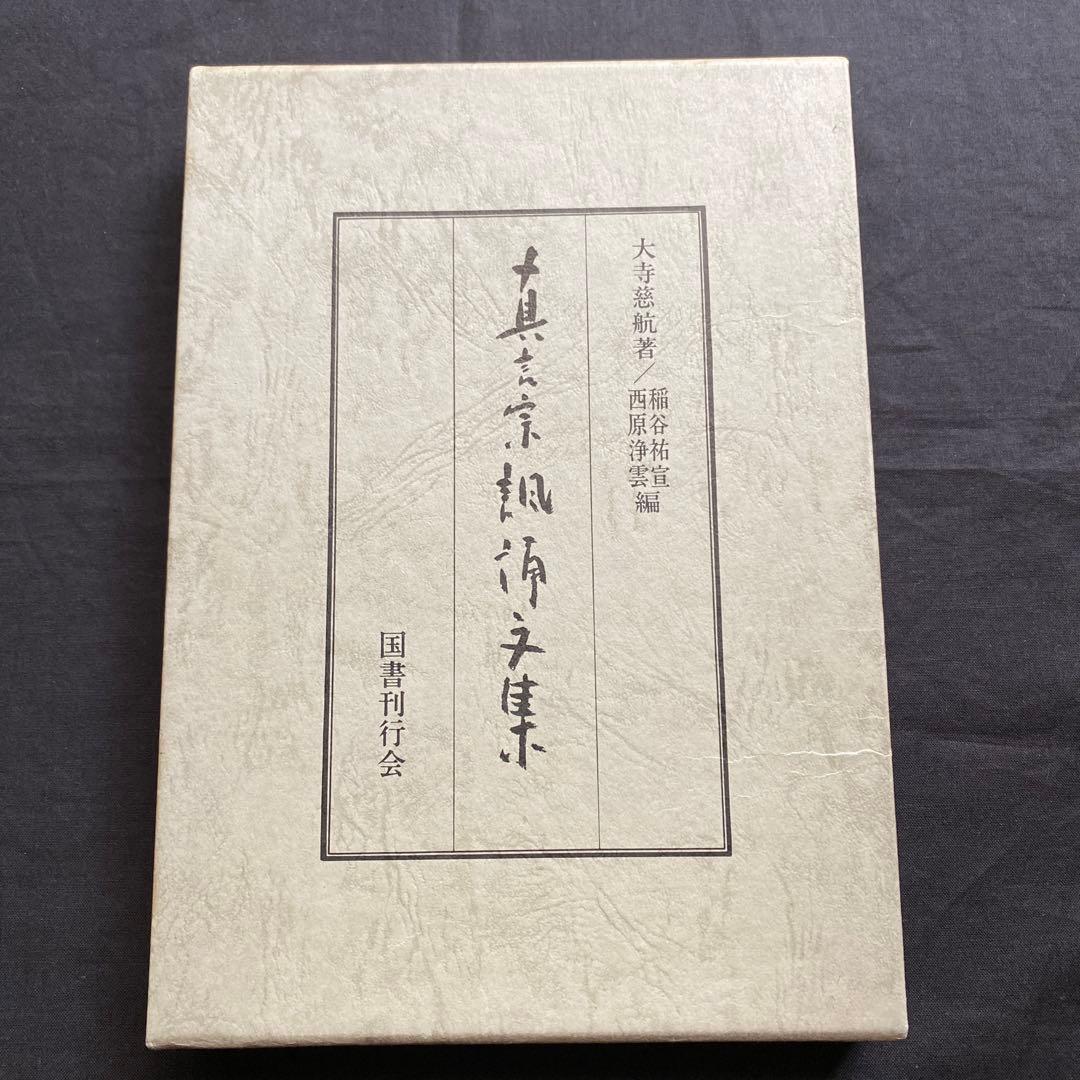 大寺慈航著／稲谷祐宣
西原浄雲編
真言宗諷誦文集
国書刊行会